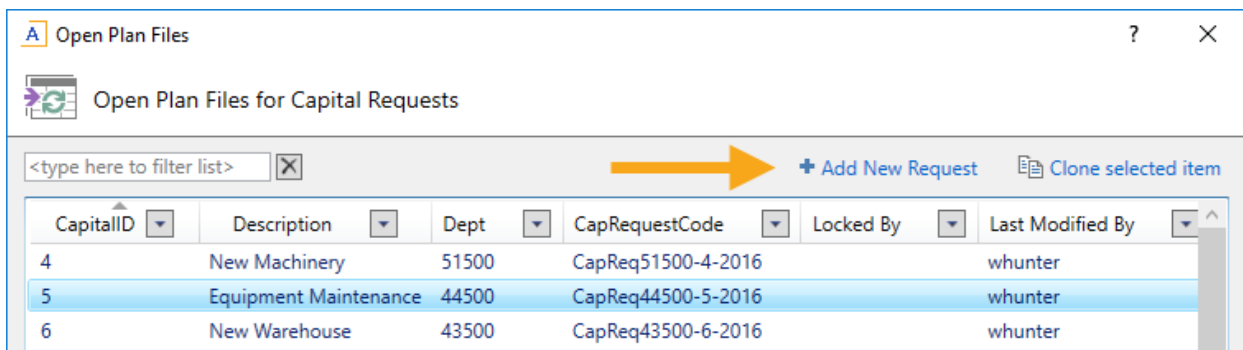 A Open Plan Files ?
Open Plan Files for Capital Requests
<type here to filter list> Add New Request Clone selected item
CapitalID Description Dept CapRequestCode Locked By Last Modified By
4 New Machinery 51500 CapReq51500-4-2016 whunter
5 Equipment Maintenance 44500 CapReq44500-5-2016 whunter
6 New Warehouse 43500 CapReq43500-6-2016 whunter